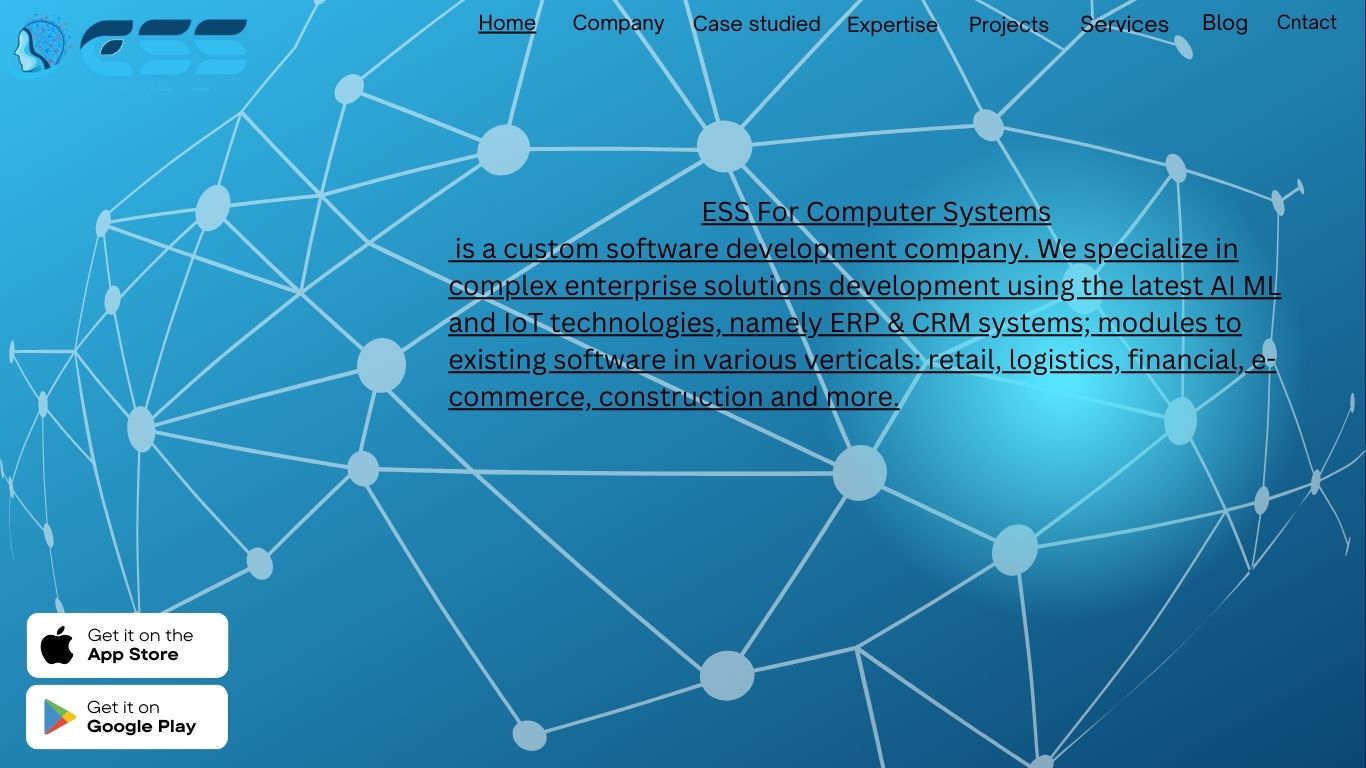 ESS
Home Company Case studied Expertise Projects Services Blog Cntact
ESS For Computer Systems
is a custom software development company. We specialize in
complex enterprise solutions development using the latest AI ML
and IoT technologies, namely ERP & CRM systems; modules to
existing software in various verticals: retail, logistics, financial, e-
commerce, construction and more.
Get it on the
App Store
Get it on
Google Play